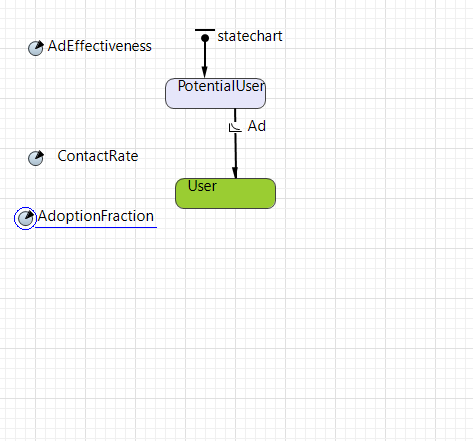 statechart
AdEffectiveness
PotentialUser
Ad
ContactRate
User
AdoptionFraction